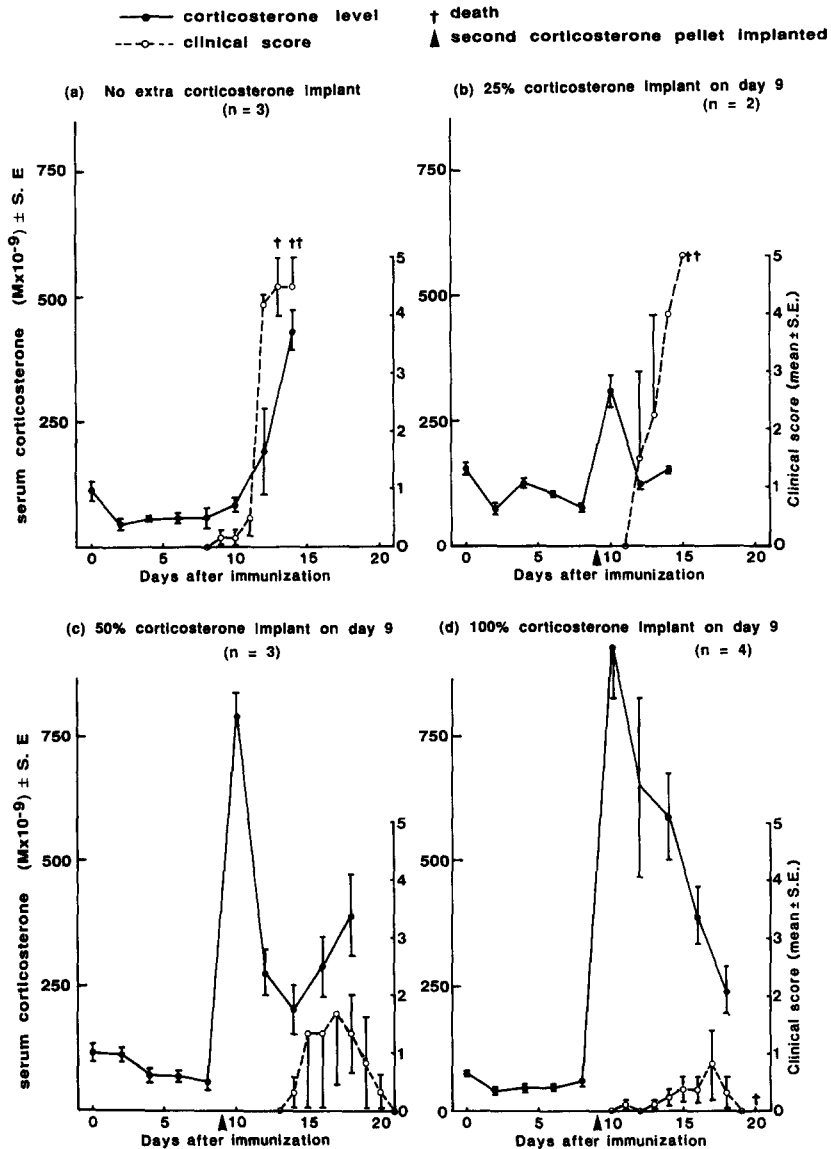 corticosterone level
clinical score
† death
second corticosterone pellet implanted
(a) No extra corticosterone implant
(n = 3)
serum corticosterone (Mx10-9) ± S. E
750
500
250
† ††
5
4
3
2
1
0
0 5 10 15 20
Days after immunization
(b) 25% corticosterone implant on day 9
(n = 2)
750
500
250
0
††
5
4
3
2
1
0
Clinical score (mean ± S.E.)
0 5 10 15 20
Days after immunization
(c) 50% corticosterone implant on day 9
(n = 3)
serum corticosterone (Mx10-9) ± S. E
750
500
250
5
4
3
2
1
0
0 5 10 15 20
Days after immunization
(d) 100% corticosterone implant on day 9
(n = 4)
750
500
250
0
†
5
4
3
2
1
0
Clinical score (mean ± S.E.)
0 5 10 15 20
Days after immunization